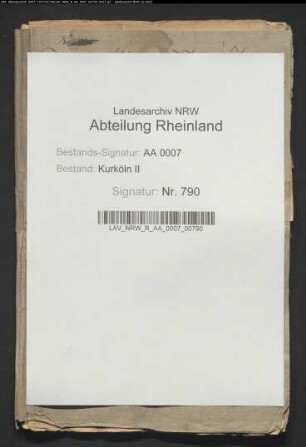 Landesarchiv NRW
Abteilung Rheinland
Bestands-Signatur: AA 0007
Bestand: Kurköln II
Signatur: Nr. 790
LAV_NRW_R_AA_0007_00790